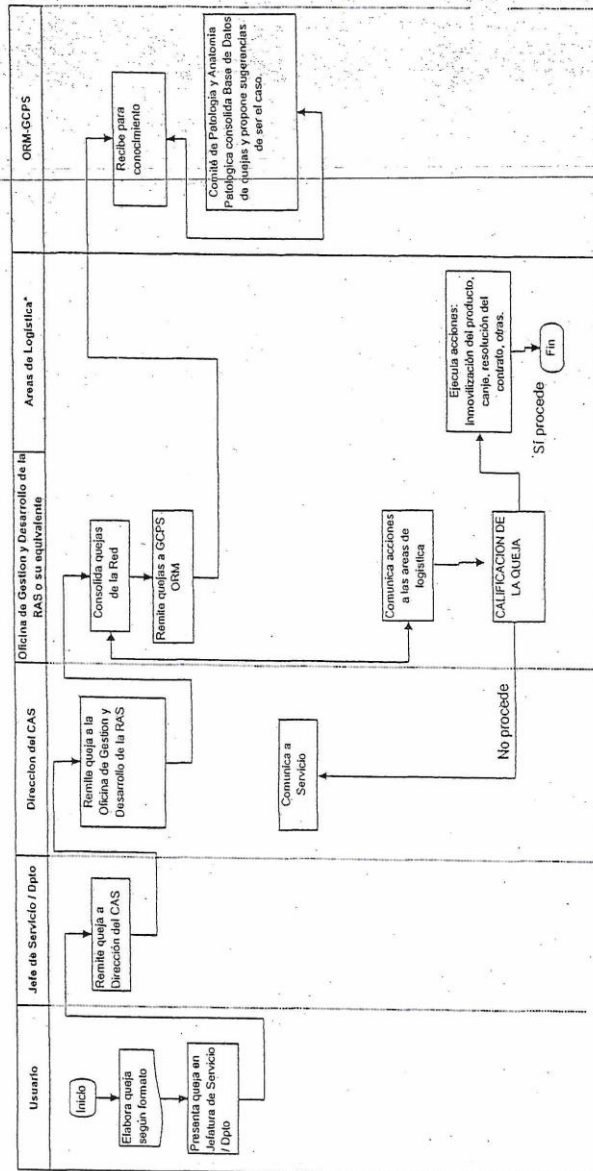 Usuario
Jefe de Servicio / Dpto
Direccion del CAS
Oficina de Gestion y Desarrollo de la
RAS o su equivalente
Areas de Logística*
ORM-GCPS
Inicio
Elabora queja
según formato
Presenta queja en
Jefatura de Servicio
/ Dpto
Remite queja a
Dirección del CAS
Remite queja a la
Oficina de Gestion y
Desarrollo de la RAS
Comunica a
Servicio
No procede
Consolida quejas
de la Red
Remite quejas a GCPS
ORM
Comunica acciones
a las areas de
logística
CALIFICACION DE
LA QUEJA
Ejecuta acciones:
Inmovilización del producto,
canje, resolución del
contrato, otras.
Sí procede
Fin
Recibe para
conocimiento
Comité de Patología y Anatomia
Patologica consolida Base de Datos
de quejas y propone sugerencias
de ser el caso.